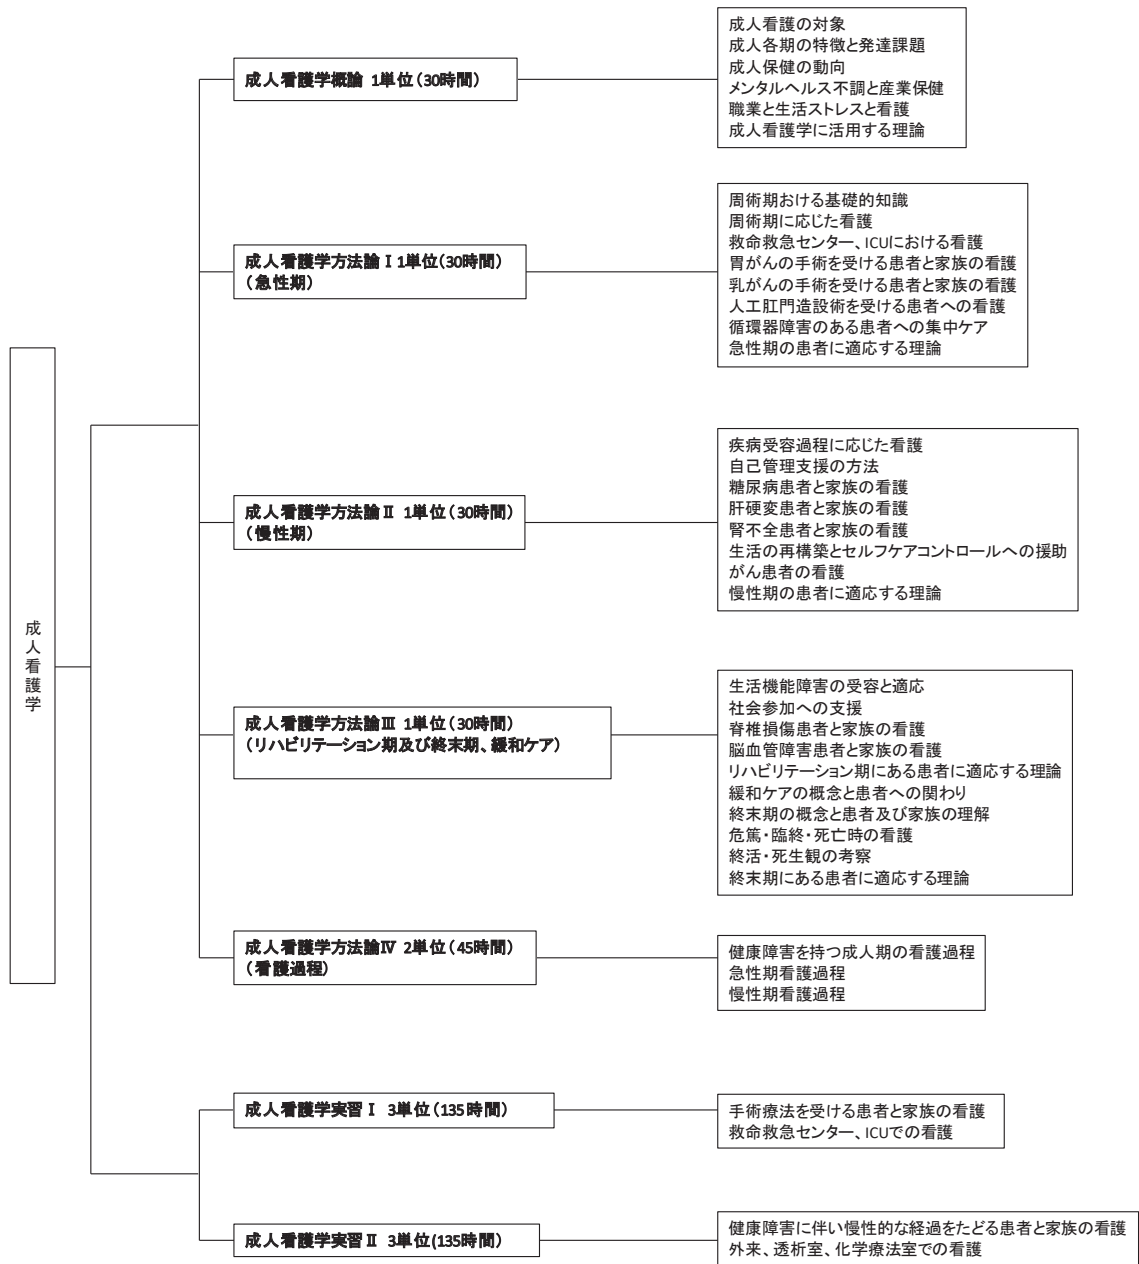 成人看護学
成人看護学概論 1単位(30時間)
成人看護の対象
成人各期の特徴と発達課題
成人保健の動向
メンタルヘルス不調と産業保健
職業と生活ストレスと看護
成人看護学に活用する理論
成人看護学方法論Ⅰ 1単位(30時間)
(急性期)
周術期おける基礎的知識
周術期に応じた看護
救命救急センター、ICUにおける看護
胃がんの手術を受ける患者と家族の看護
乳がんの手術を受ける患者と家族の看護
人工肛門造設術を受ける患者への看護
循環器障害のある患者への集中ケア
急性期の患者に適応する理論
成人看護学方法論Ⅱ 1単位(30時間)
(慢性期)
疾病受容過程に応じた看護
自己管理支援の方法
糖尿病患者と家族の看護
肝硬変患者と家族の看護
腎不全患者と家族の看護
生活の再構築とセルフケアコントロールへの援助
がん患者の看護
慢性期の患者に適応する理論
成人看護学方法論Ⅲ 1単位(30時間)
(リハビリテーション期及び終末期、緩和ケア)
生活機能障害の受容と適応
社会参加への支援
脊椎損傷患者と家族の看護
脳血管障害患者と家族の看護
リハビリテーション期にある患者に適応する理論
緩和ケアの概念と患者への関わり
終末期の概念と患者及び家族の理解
危篤・臨終・死亡時の看護
終活・死生観の考察
終末期にある患者に適応する理論
成人看護学方法論Ⅳ 2単位(45時間)
(看護過程)
健康障害を持つ成人期の看護過程
急性期看護過程
慢性期看護過程
成人看護学実習Ⅰ 3単位(135時間)
手術療法を受ける患者と家族の看護
救命救急センター、ICUでの看護
成人看護学実習Ⅱ 3単位(135時間)
健康障害に伴い慢性的な経過をたどる患者と家族の看護
外来、透析室、化学療法室での看護